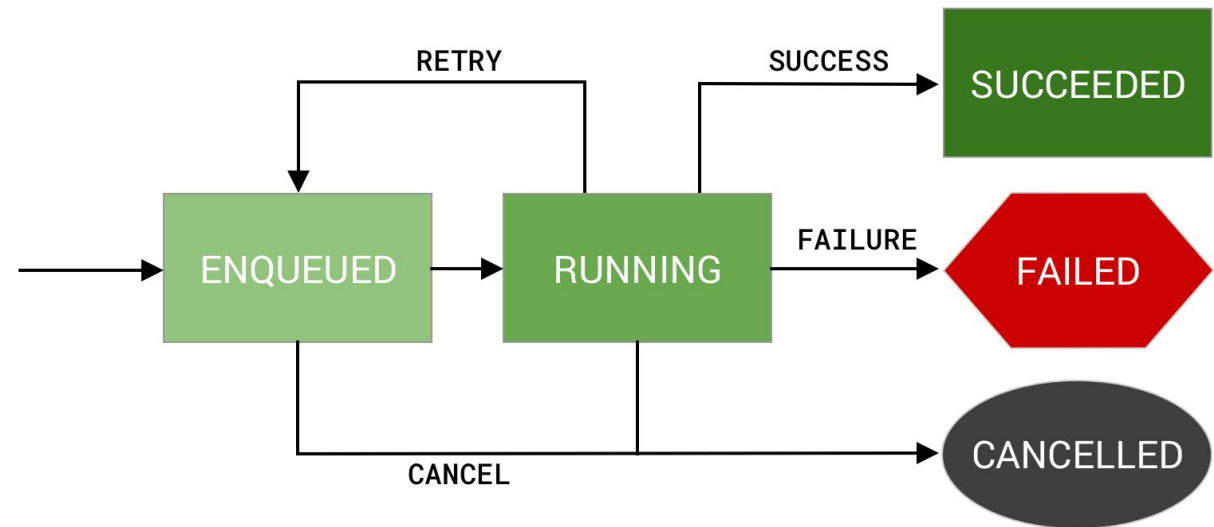 RETRY
SUCCESS
SUCCEEDED
ENQUEUED
RUNNING
FAILURE
FAILED
CANCEL
CANCELLED